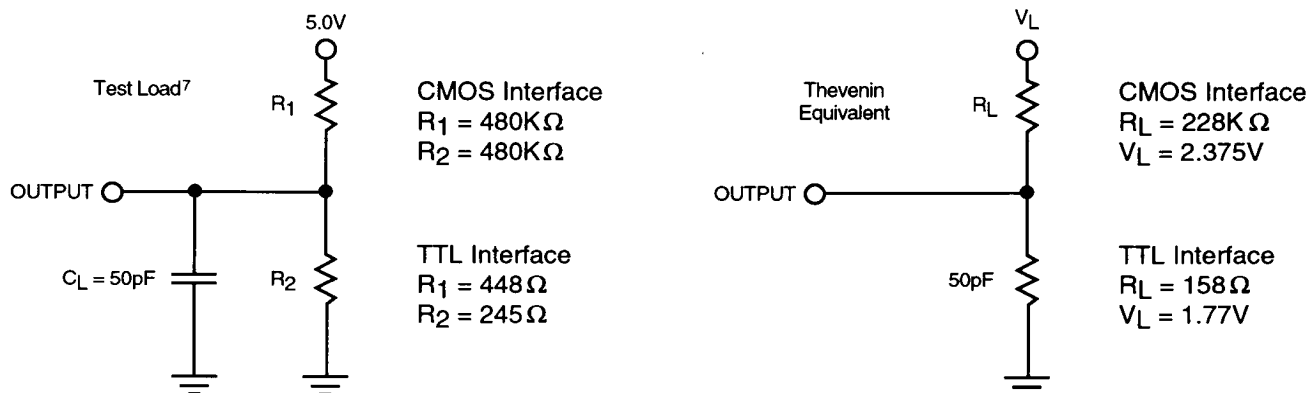 5.0V
Test Load7
R1
CMOS Interface
R1 = 480KΩ
R2 = 480KΩ
OUTPUT
CL = 50pF
R2
TTL Interface
R1 = 448Ω
R2 = 245Ω
VL
Thevenin
Equivalent
RL
CMOS Interface
RL = 228KΩ
VL = 2.375V
OUTPUT
50pF
TTL Interface
RL = 158Ω
VL = 1.77V